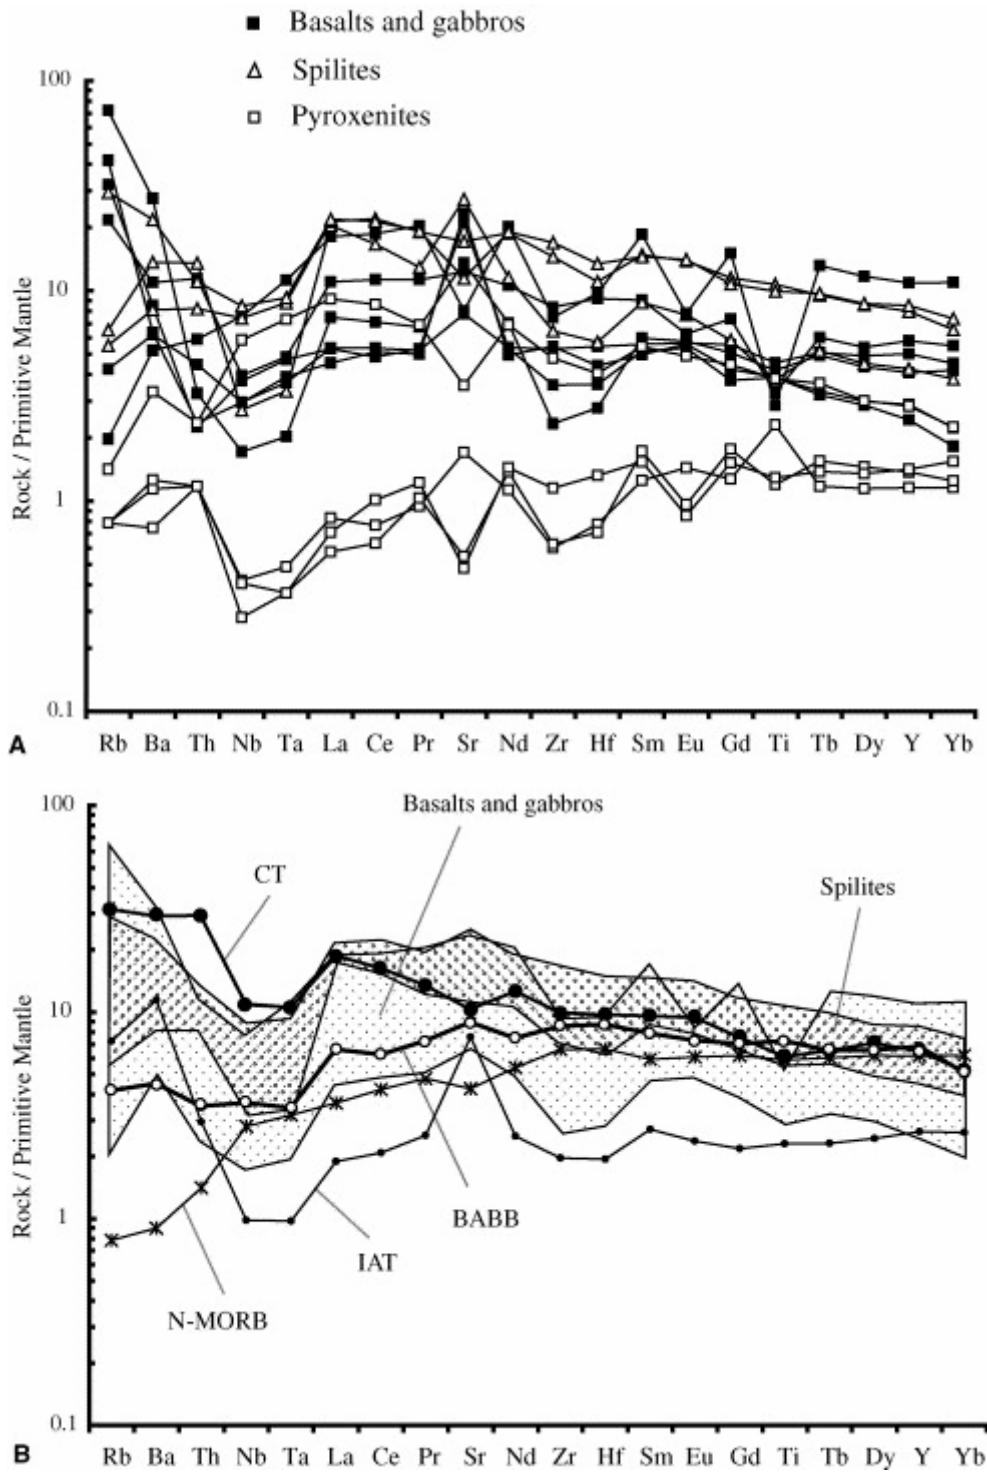 Basalts and gabbros
Spilites
Pyroxenites
Rock / Primitive Mantle
100
10
1
0.1
A
Rb Ba Th Nb Ta La Ce Pr Sr Nd Zr Hf Sm Eu Gd Ti Tb Dy Y Yb
Rock / Primitive Mantle
100
10
1
0.1
Basalts and gabbros
CT
Spilites
BABB
IAT
N-MORB
B
Rb Ba Th Nb Ta La Ce Pr Sr Nd Zr Hf Sm Eu Gd Ti Tb Dy Y Yb